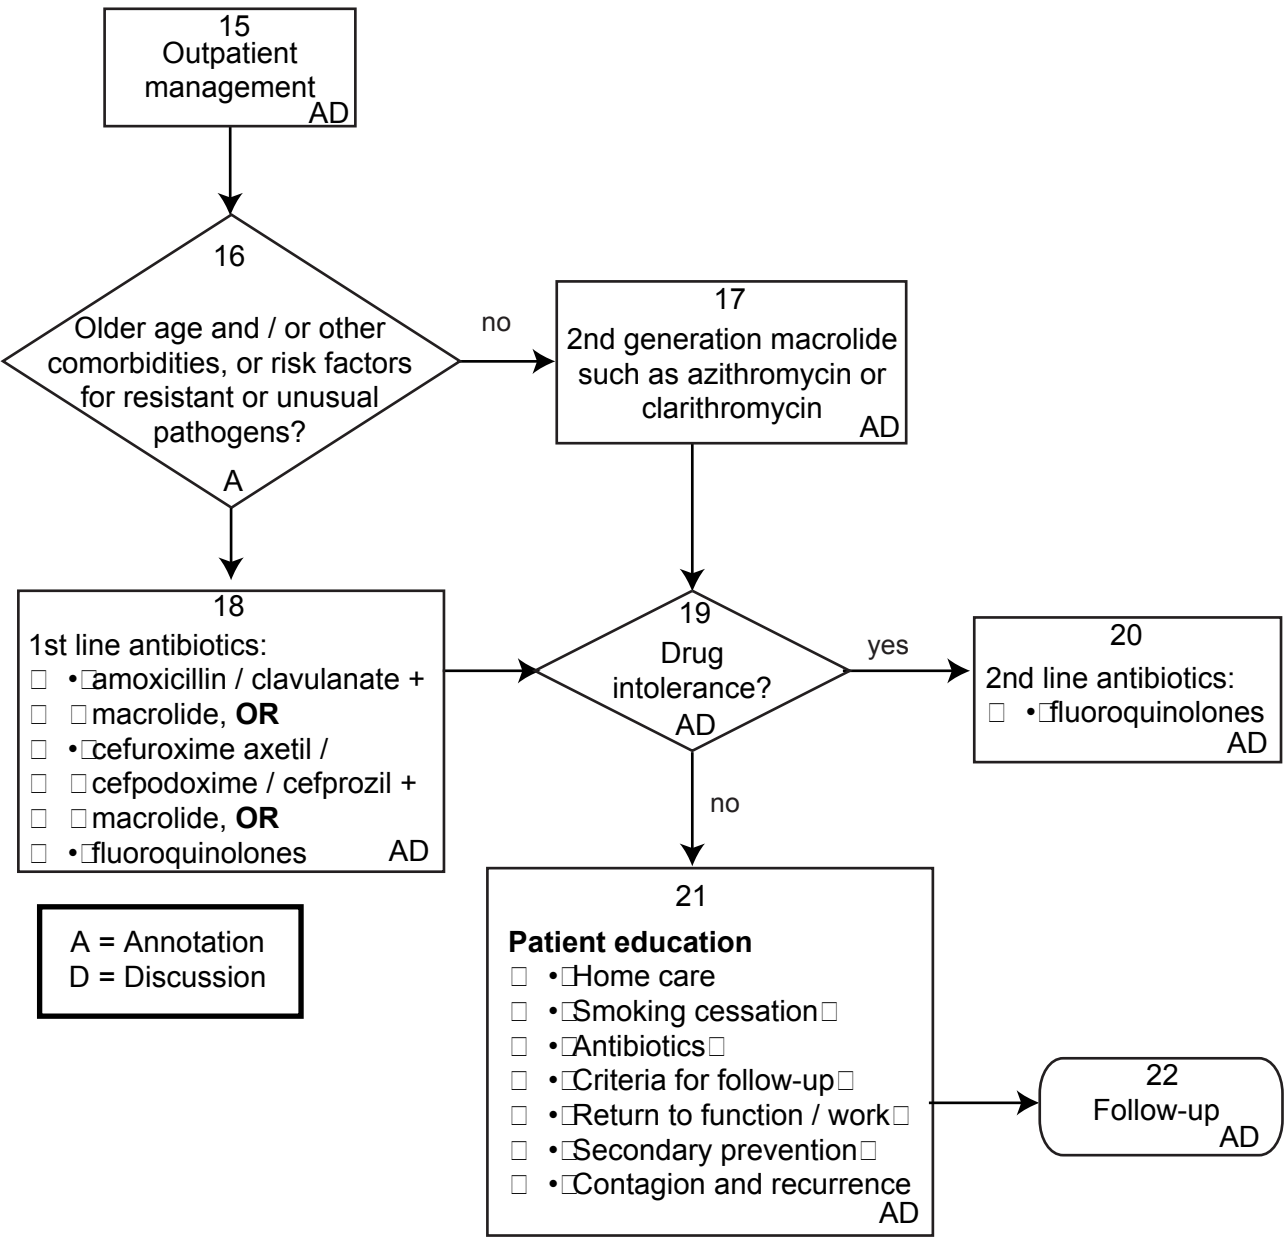 15
Outpatient
management
AD
16
Older age and / or other
comorbidities, or risk factors
for resistant or unusual
pathogens?
A
no
17
2nd generation macrolide
such as azithromycin or
clarithromycin
AD
18
1st line antibiotics:
□ •□amoxicillin / clavulanate +
□ □macrolide, OR
□ •□cefuroxime axetil /
□ □cefpodoxime / cefprozil +
□ □macrolide, OR
□ •□fluoroquinolones
AD
19
Drug
intolerance?
AD
yes
20
2nd line antibiotics:
□ •□fluoroquinolones
AD
no
21
Patient education
□ •□Home care
□ •□Smoking cessation□
□ •□Antibiotics□
□ •□Criteria for follow-up□
□ •□Return to function / work□
□ •□Secondary prevention□
□ •□Contagion and recurrence
AD
22
Follow-up
AD
A = Annotation
D = Discussion